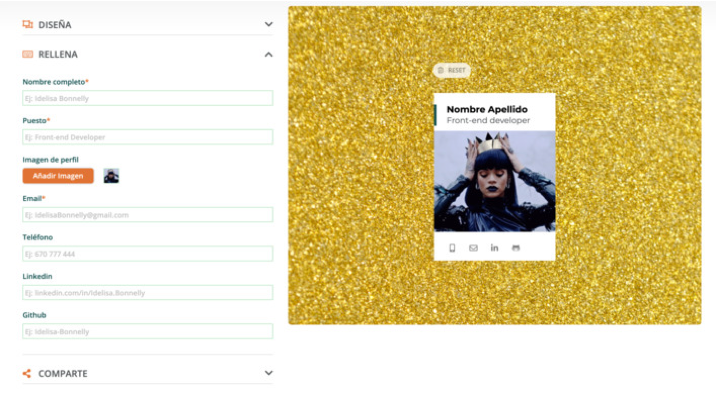 DISEÑA
RELLENA
Nombre completo*
Ej: Idelisa Bonnelly
Puesto*
Ej: Front-end Developer
Imagen de perfil
Añadir Imagen
Email*
Ej: IdelisaBonnelly@gmail.com
Teléfono
Ej: 670 777 444
Linkedin
Ej: linkedin.com/in/Idelisa.Bonnelly
Github
Ej: Idelisa-Bonnelly
COMPARTE
RESET
Nombre Apellido
Front-end developer
in